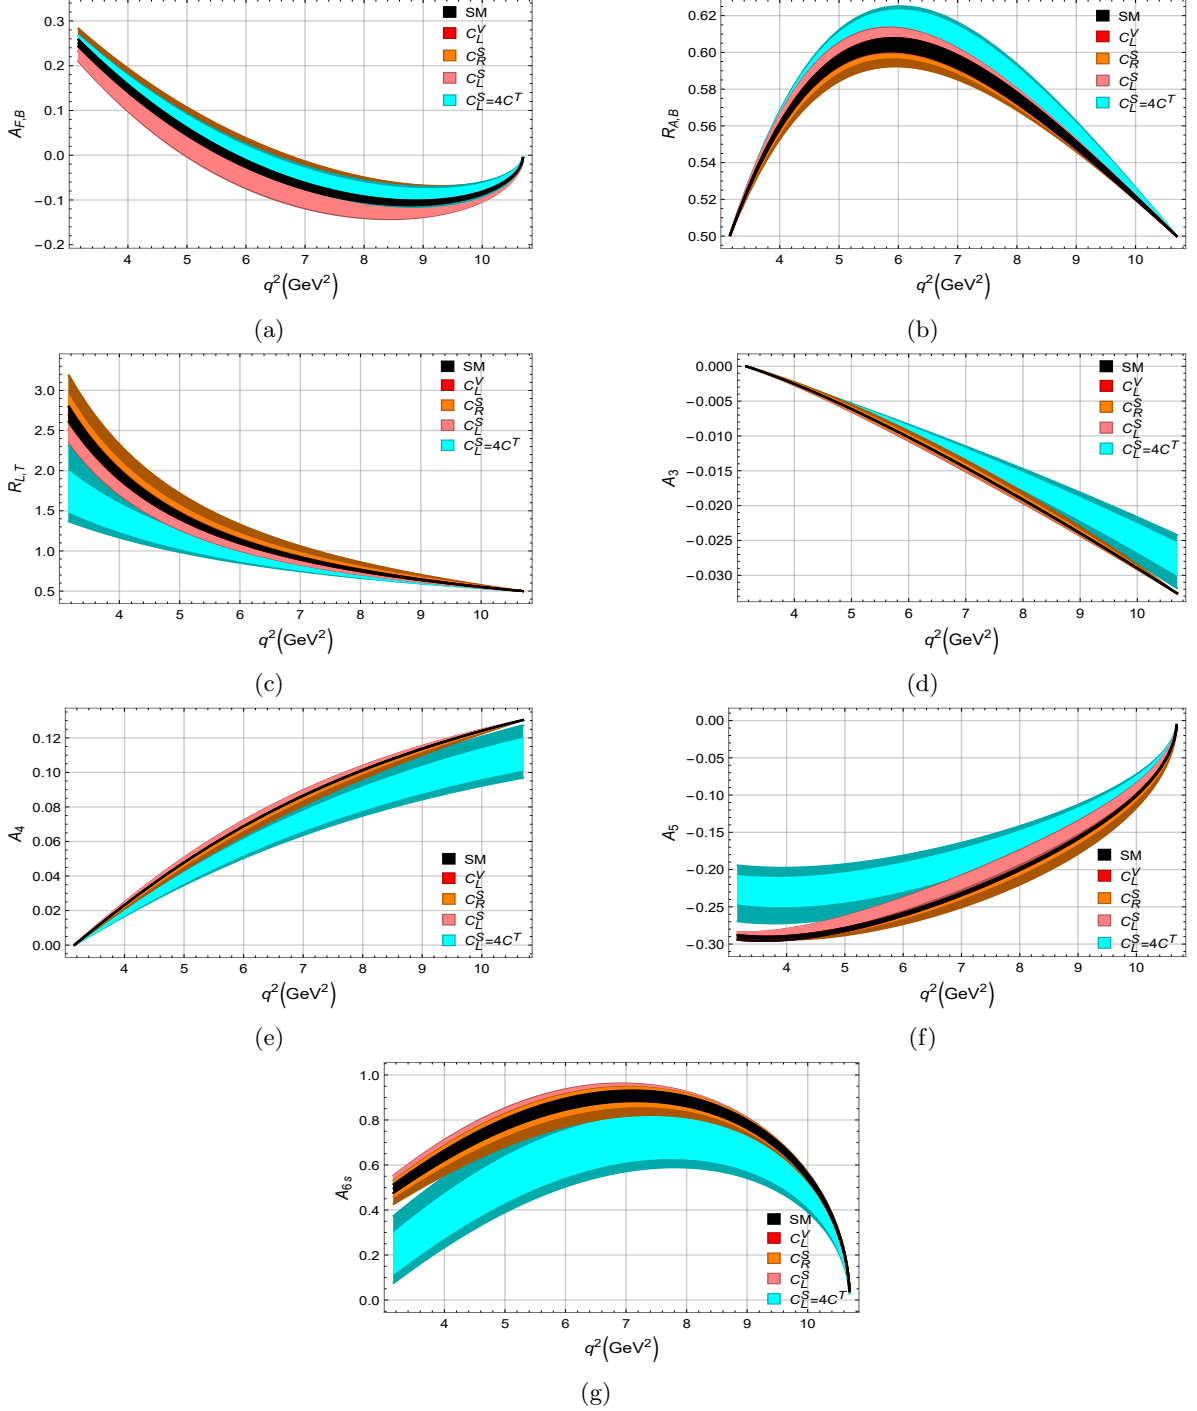 0.3
0.2
0.1
0.0
−0.1
−0.2
A_{F,B}
4 5 6 7 8 9 10
q^2(GeV^2)
SM
C_L^V
C_R^S
C_L^S
C_L^S=4C^T
(a)
0.62
0.60
0.58
0.56
0.54
0.52
0.50
R_{A,B}
4 5 6 7 8 9 10
q^2(GeV^2)
SM
C_L^V
C_R^S
C_L^S
C_L^S=4C^T
(b)
3.0
2.5
2.0
1.5
1.0
0.5
R_{L,T}
4 5 6 7 8 9 10
q^2(GeV^2)
SM
C_L^V
C_R^S
C_L^S
C_L^S=4C^T
(c)
0.000
−0.005
−0.010
−0.015
−0.020
−0.025
−0.030
A_3
4 5 6 7 8 9 10
q^2(GeV^2)
SM
C_L^V
C_R^S
C_L^S
C_L^S=4C^T
(d)
0.12
0.10
0.08
0.06
0.04
0.02
0.00
A_4
4 5 6 7 8 9 10
q^2(GeV^2)
SM
C_L^V
C_R^S
C_L^S
C_L^S=4C^T
(e)
0.00
−0.05
−0.10
−0.15
−0.20
−0.25
−0.30
A_5
4 5 6 7 8 9 10
q^2(GeV^2)
SM
C_L^V
C_R^S
C_L^S
C_L^S=4C^T
(f)
1.0
0.8
0.6
0.4
0.2
0.0
A_{6s}
4 5 6 7 8 9 10
q^2(GeV^2)
SM
C_L^V
C_R^S
C_L^S
C_L^S=4C^T
(g)